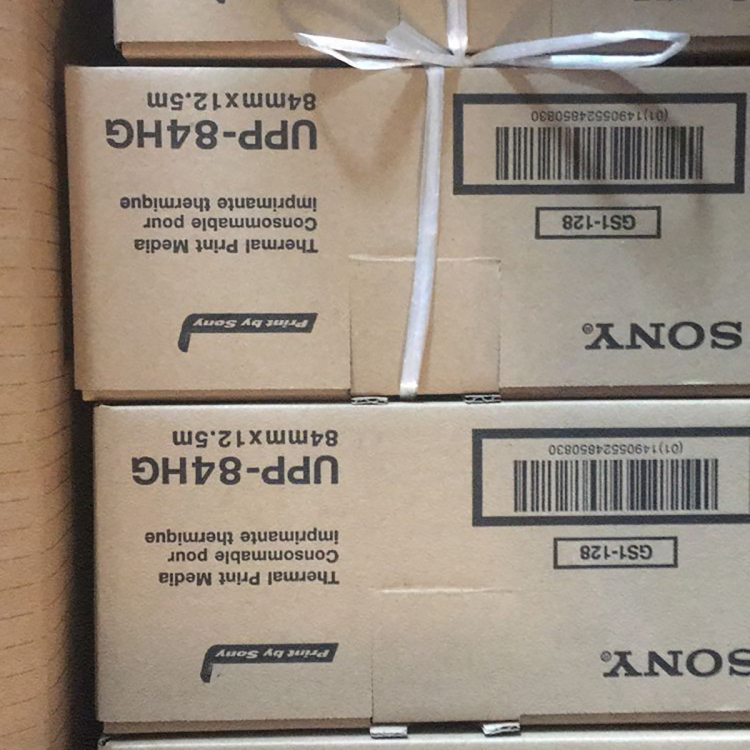 SONY®
Print by Sony
GS1-128
(01)14905524850830
Thermal Print Media
Consommable pour
imprimante thermique
UPP-84HG
84mmx12.5m
SONY®
Print by Sony
GS1-128
(01)14905524850830
Thermal Print Media
Consommable pour
imprimante thermique
UPP-84HG
84mmx12.5m